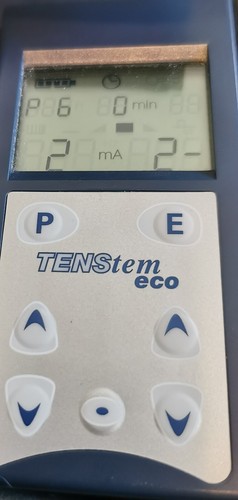 P 6 0 min
2 mA 2-
P E
TENStem
eco